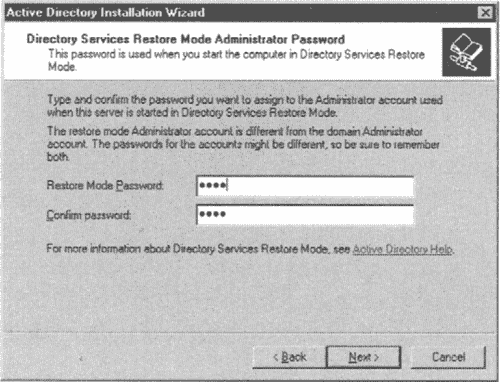 Active Directory Installation Wizard
Directory Services Restore Mode Administrator Password
This password is used when you start the computer in Directory Services Restore
Mode.
Type and confirm the password you want to assign to the Administrator account used
when this server is started in Directory Services Restore Mode.
The restore mode Administrator account is different from the domain Administrator
account. The passwords for the accounts might be different, so be sure to remember
both.
Restore Mode Password: ••••
Confirm password: ••••
For more information about Directory Services Restore Mode, see Active Directory Help.
< Back Next > Cancel